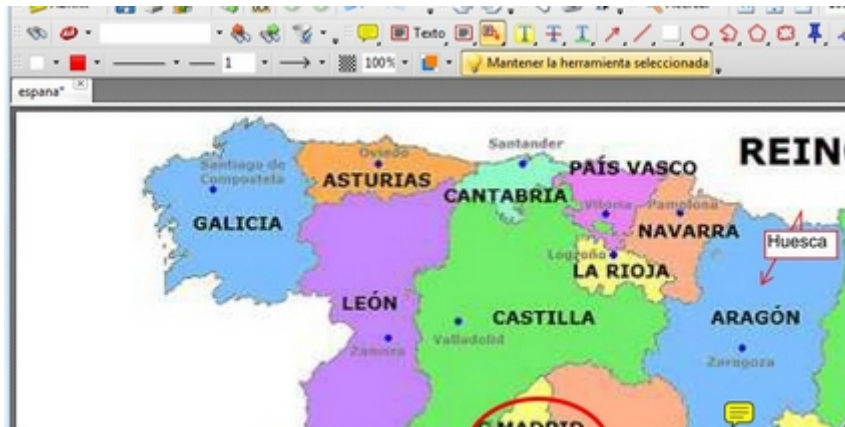 Texto
1
100%
Mantener la herramienta seleccionada
espana*
REIN
Santander
Oviedo
PAÍS VASCO
Santiago de
Compostela
ASTURIAS
CANTABRIA
Vitoria
Pamplona
GALICIA
NAVARRA
Huesca
Logroño
LA RIOJA
LEÓN
CASTILLA
ARAGÓN
Valladolid
Zamora
Zaragoza
MADRID